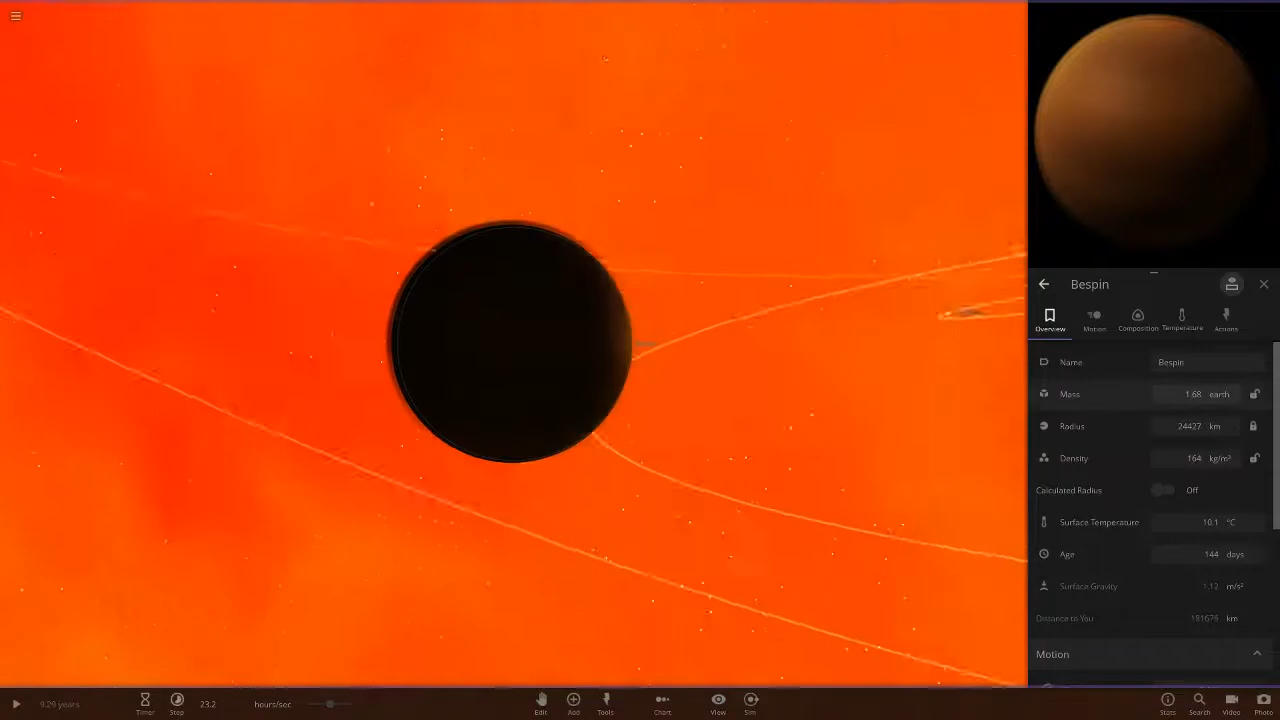 Bespin
Overview Motion Composition Temperature Actions
Name Bespin
Mass 1.68 earth
Radius 24427 km
Density 164 kg/m³
Calculated Radius Off
Surface Temperature 10.1 °C
Age 144 days
Surface Gravity 1.12 m/s²
Distance to You 181676 km
Motion
9.29 years Timer Step 23.2 hours/sec Edit Add Tools Chart View Sim Stats Search Video Photo